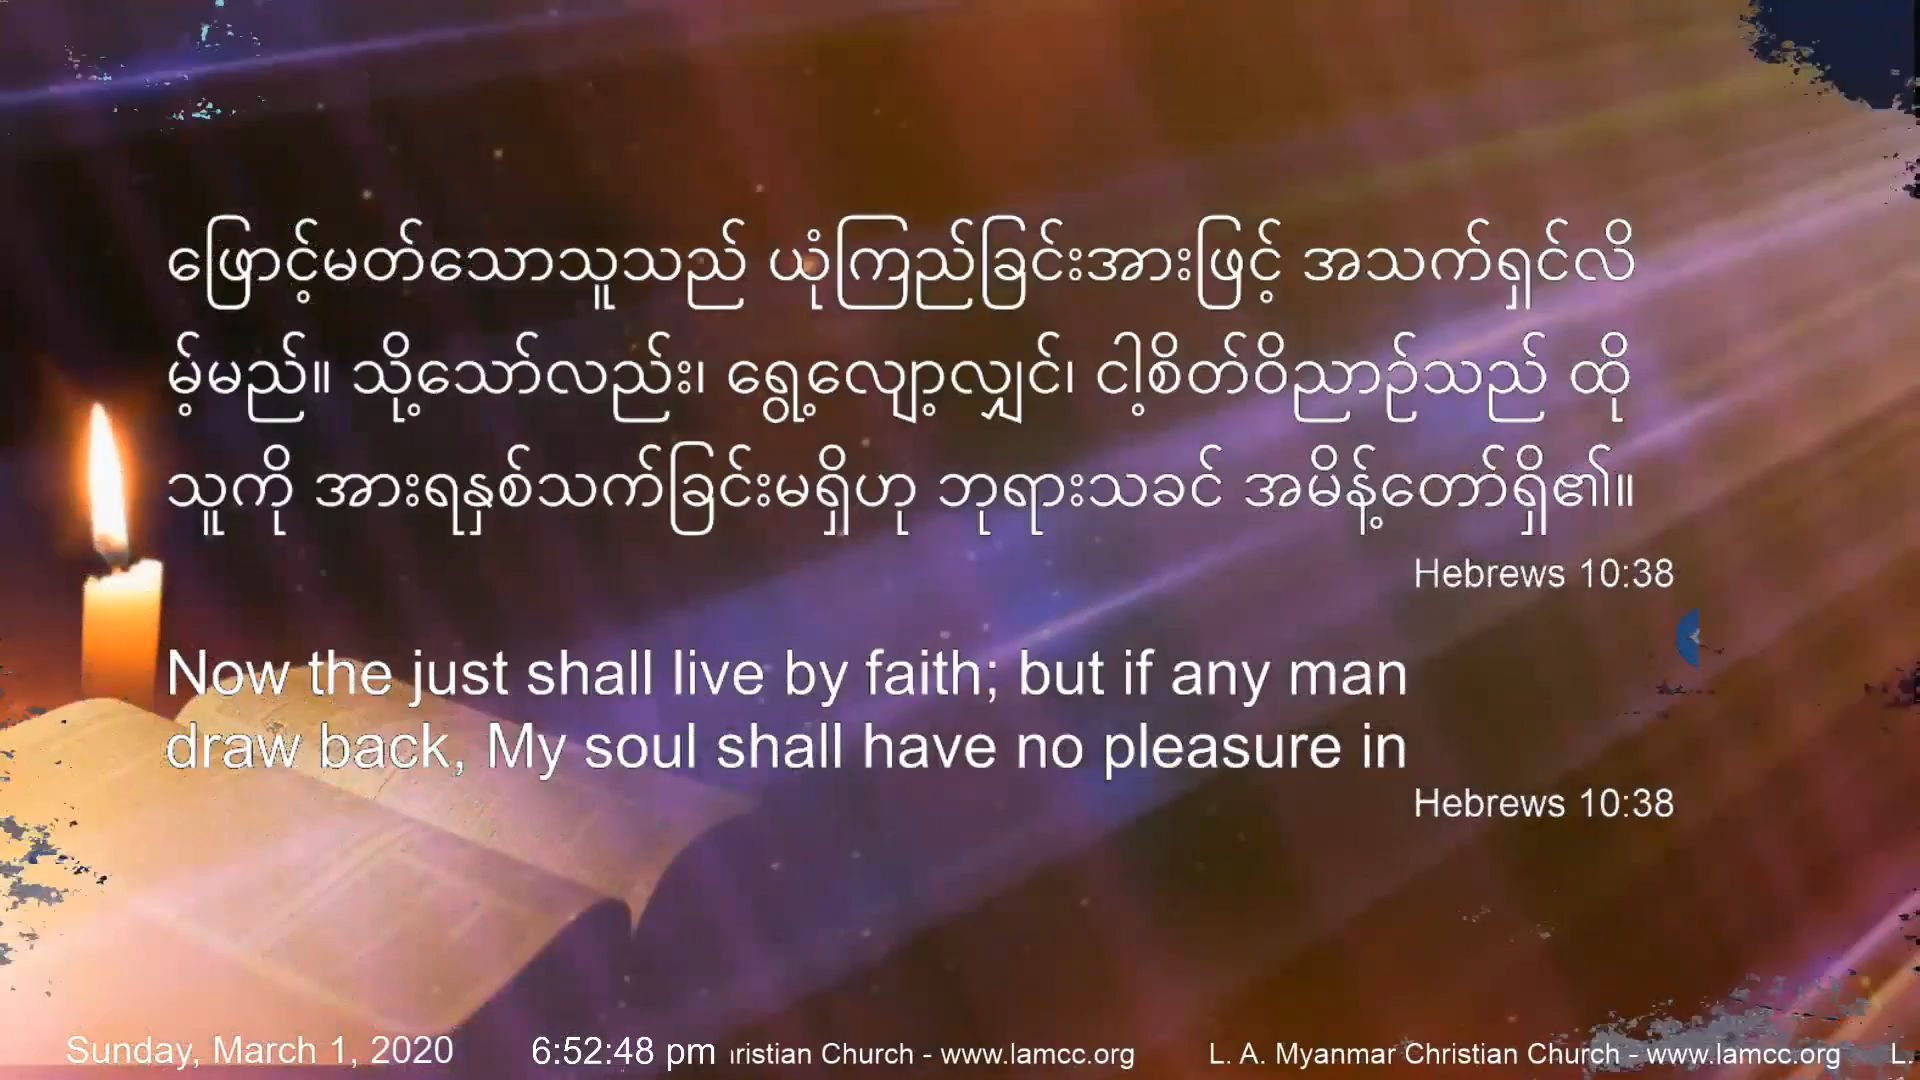 ဖြောင့်မတ်သောသူသည် ယုံကြည်ခြင်းအားဖြင့် အသက်ရှင်လိ
မ့်မည်။ သို့သော်လည်း၊ ရွေ့လျော့လျှင်၊ ငါ့စိတ်ဝိညာဉ်သည် ထို
သူကို အားရနှစ်သက်ခြင်းမရှိဟု ဘုရားသခင် အမိန့်တော်ရှိ၏။
Hebrews 10:38
Now the just shall live by faith; but if any man
draw back, My soul shall have no pleasure in
Hebrews 10:38
Sunday, March 1, 2020 6:52:48 pm ristian Church - www.lamcc.org L. A. Myanmar Christian Church - www.lamcc.org L.